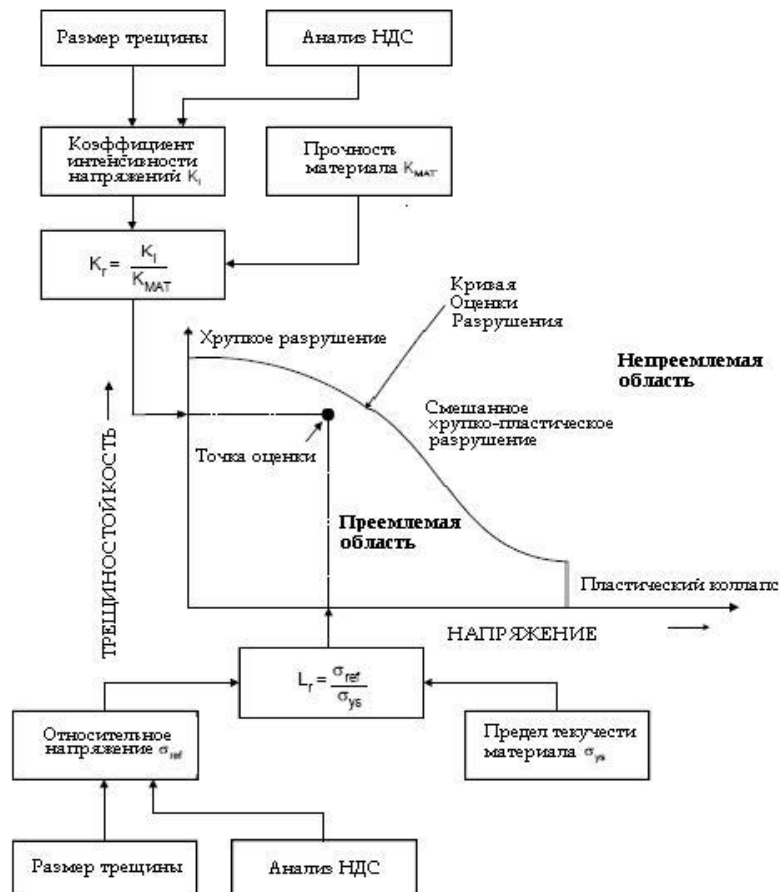 Размер трещины
Анализ НДС
Коэффициент
интенсивности
напряжений K_I
Прочность
материала K_MAT
K_r = K_I / K_MAT
Кривая
Оценки
Разрушения
Хрупкое разрушение
Непреемлемая
область
Смешанное
хрупко-пластическое
разрушение
Точка оценки
ТРЕЩИНОСТОЙКОСТЬ
Преемлемая
область
Пластический коллапс
НАПРЯЖЕНИЕ
L_r = σ_ref / σ_ys
Относительное
напряжение σ_ref
Предел текучести
материала σ_ys
Размер трещины
Анализ НДС